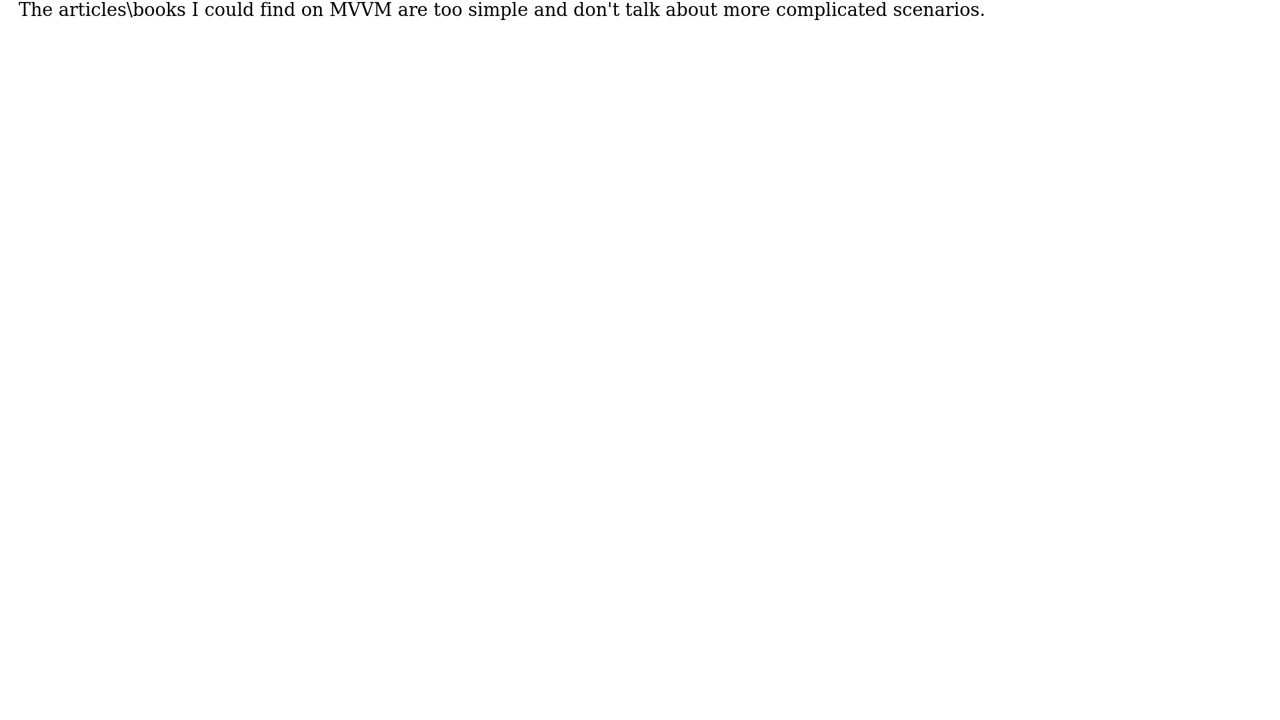 The articles\books I could find on MVVM are too simple and don't talk about more complicated scenarios.